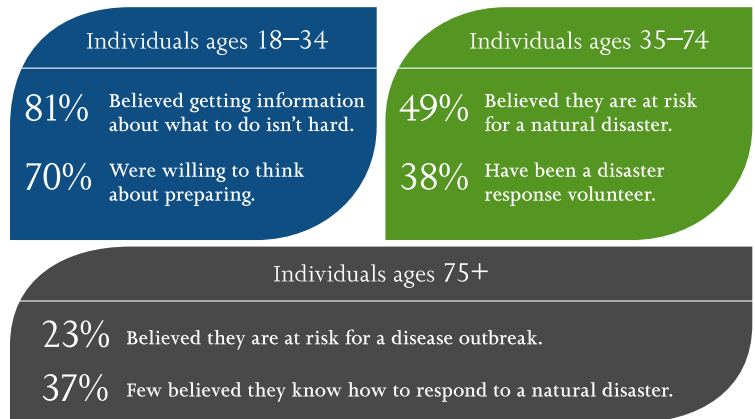 Individuals ages 18–34
81% Believed getting information
about what to do isn't hard.
70% Were willing to think
about preparing.
Individuals ages 35–74
49% Believed they are at risk
for a natural disaster.
38% Have been a disaster
response volunteer.
Individuals ages 75+
23% Believed they are at risk for a disease outbreak.
37% Few believed they know how to respond to a natural disaster.